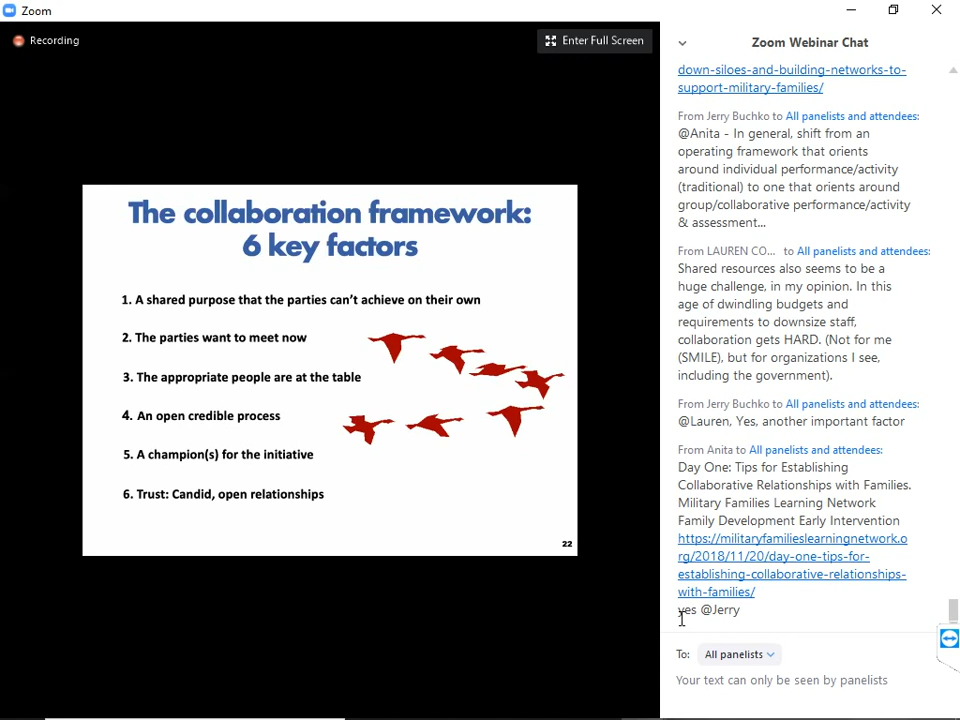 Zoom
Recording
Enter Full Screen
The collaboration framework:
6 key factors
1. A shared purpose that the parties can't achieve on their own
2. The parties want to meet now
3. The appropriate people are at the table
4. An open credible process
5. A champion(s) for the initiative
6. Trust: Candid, open relationships
22
Zoom Webinar Chat
down-siloes-and-building-networks-to-
support-military-families/
From Jerry Buchko to All panelists and attendees:
@Anita - In general, shift from an
operating framework that orients
around individual performance/activity
(traditional) to one that orients around
group/collaborative performance/activity
& assessment...
From LAUREN CO... to All panelists and attendees:
Shared resources also seems to be a
huge challenge, in my opinion. In this
age of dwindling budgets and
requirements to downsize staff,
collaboration gets HARD. (Not for me
(SMILE), but for organizations I see,
including the government).
From Jerry Buchko to All panelists and attendees:
@Lauren, Yes, another important factor
From Anita to All panelists and attendees:
Day One: Tips for Establishing
Collaborative Relationships with Families.
Military Families Learning Network
Family Development Early Intervention
https://militaryfamilieslearningnetwork.o
rg/2018/11/20/day-one-tips-for-
establishing-collaborative-relationships-
with-families/
yes @Jerry
To: All panelists
Your text can only be seen by panelists